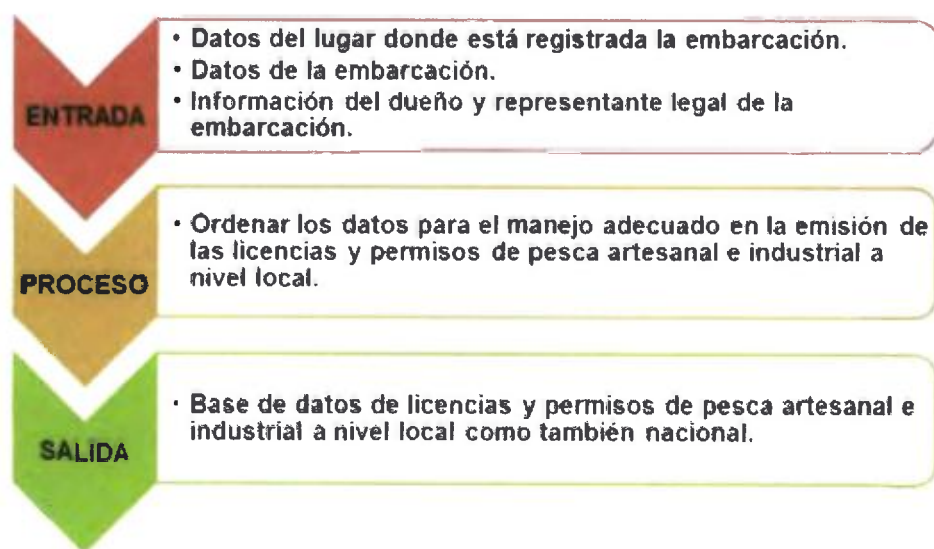 ENTRADA
• Datos del lugar donde está registrada la embarcación.
• Datos de la embarcación.
• Información del dueño y representante legal de la
embarcación.
PROCESO
• Ordenar los datos para el manejo adecuado en la emisión de
las licencias y permisos de pesca artesanal e industrial a
nivel local.
SALIDA
• Base de datos de licencias y permisos de pesca artesanal e
industrial a nivel local como también nacional.